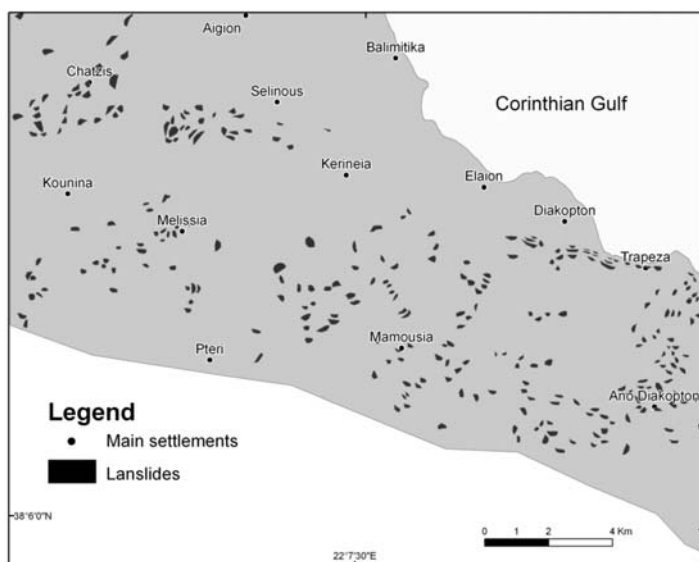 Aigion
Balimitika
Chatzis
Selinous
Corinthian Gulf
Kerineia
Kounina
Elaion
Diakopton
Melissia
Trapeza
Mamousia
Pteri
Ano Diakopton
Legend
Main settlements
Lanslides
38°6'0"N
0 1 2 4 Km
22°7'30"E